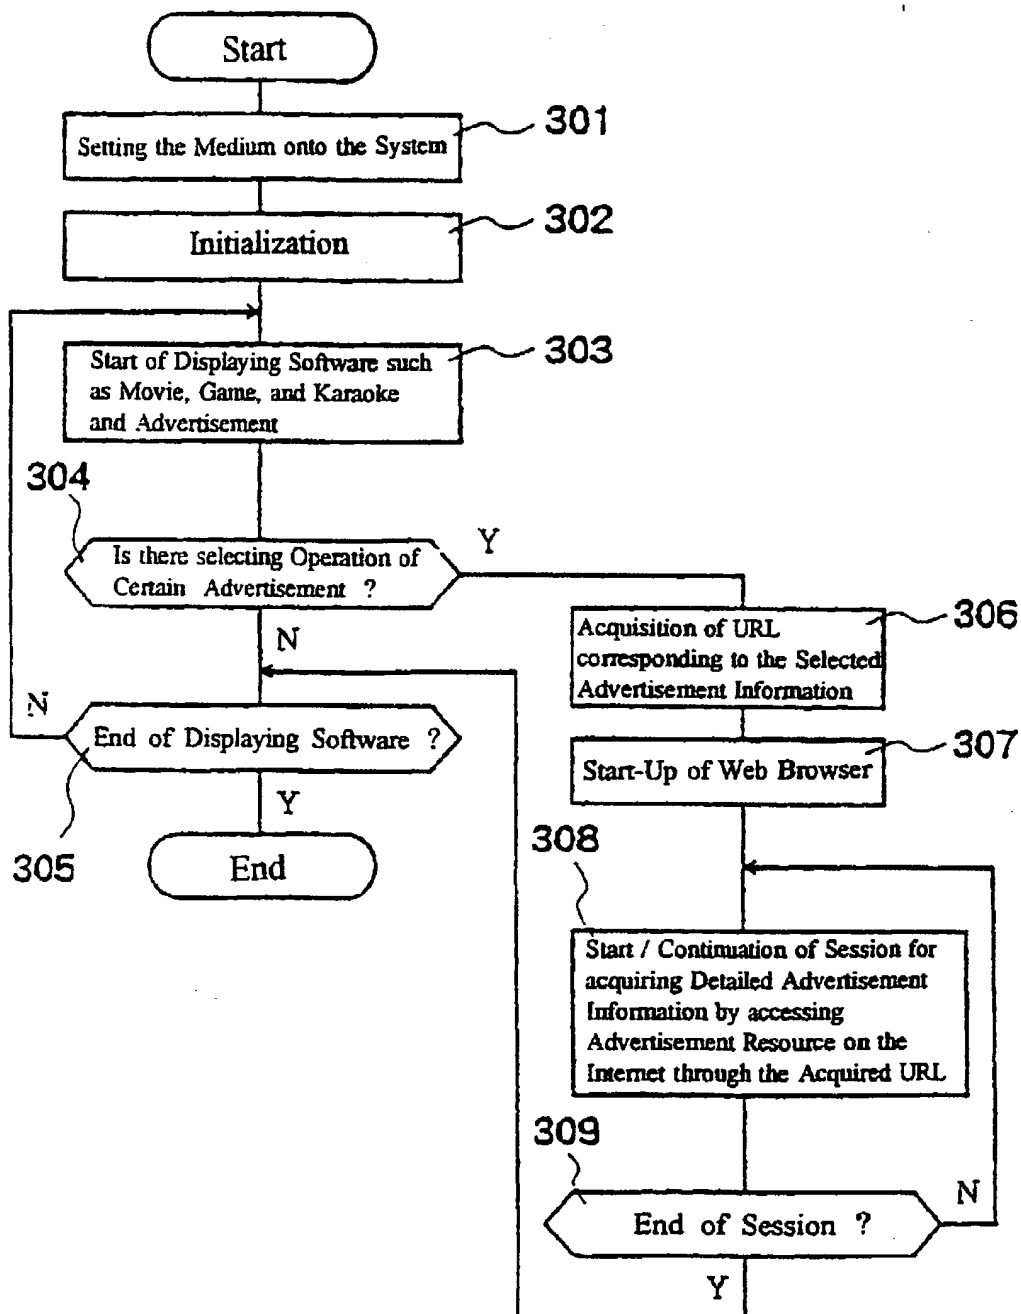 Start
301
Setting the Medium onto the System
302
Initialization
303
Start of Displaying Software such
as Movie, Game, and Karaoke
and Advertisement
304
Is there selecting Operation of
Certain Advertisement ?
Y
N
306
Acquisition of URL
corresponding to the Selected
Advertisement Information
N
End of Displaying Software ?
305
Y
End
307
Start-Up of Web Browser
308
Start / Continuation of Session for
acquiring Detailed Advertisement
Information by accessing
Advertisement Resource on the
Internet through the Acquired URL
309
End of Session ?
N
Y